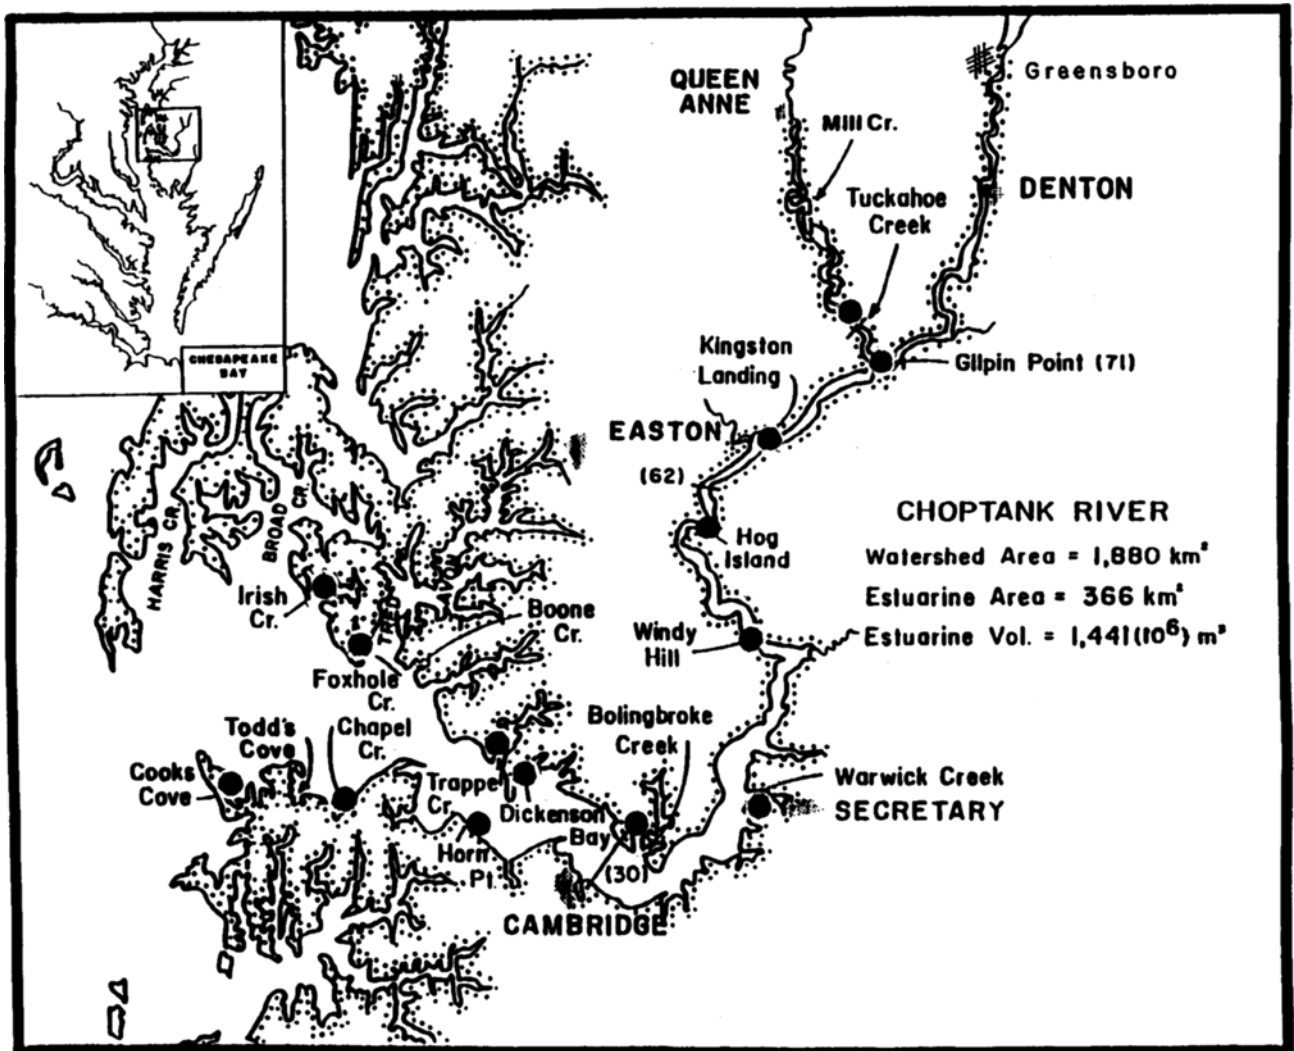 QUEEN
ANNE
Greensboro
Mill Cr.
DENTON
Tuckahoe
Creek
CHESAPEAKE
BAY
Kingston
Landing
Gilpin Point (71)
EASTON
(62)
CHOPTANK RIVER
Watershed Area = 1,880 km²
Estuarine Area = 366 km²
Estuarine Vol. = 1,441(10⁶) m³
Hog
Island
HARRIS CR.
BROAD CR.
TRED AVON
Irish
Cr.
Boone
Cr.
Windy
Hill
Foxhole
Cr.
Bolingbroke
Creek
Todd's
Cove
Chapel
Cr.
Cooks
Cove
Trappe
Cr.
Warwick Creek
SECRETARY
Dickenson
Bay
Horn
Pt.
(30)
CAMBRIDGE